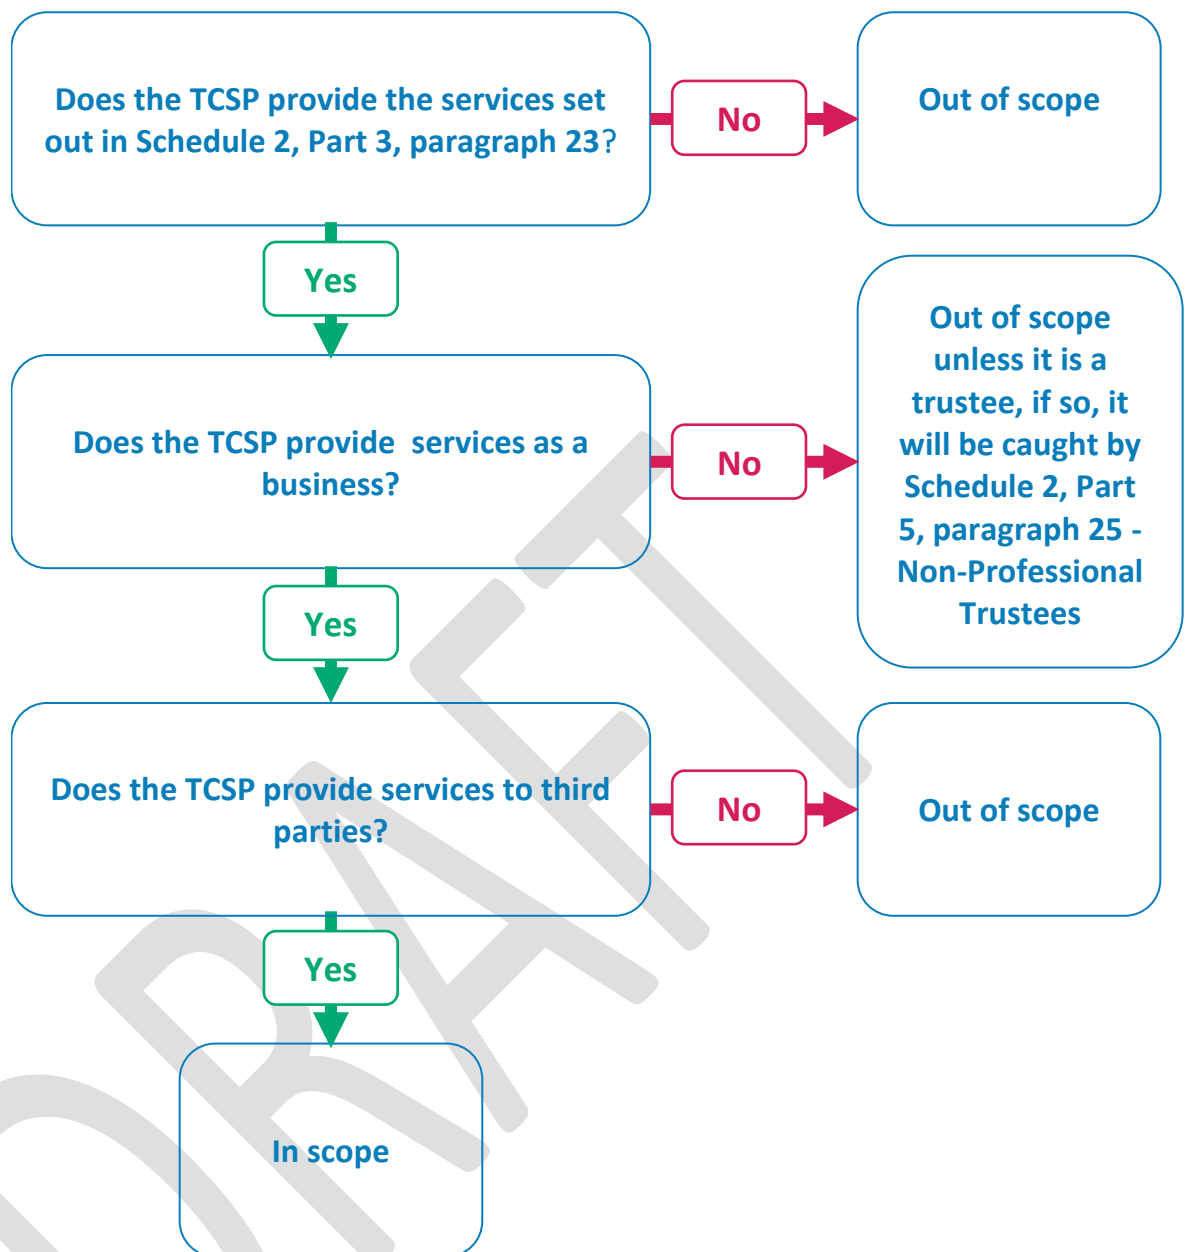 Does the TCSP provide the services set
out in Schedule 2, Part 3, paragraph 23?
No
Out of scope
Yes
Does the TCSP provide  services as a
business?
No
Out of scope
unless it is a
trustee, if so, it
will be caught by
Schedule 2, Part
5, paragraph 25 -
Non-Professional
Trustees
Yes
Does the TCSP provide services to third
parties?
No
Out of scope
Yes
In scope
DRAFT